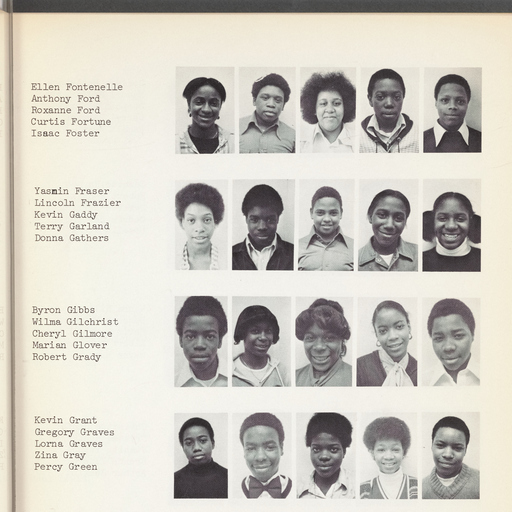 Ellen Fontenelle
Anthony Ford
Roxanne Ford
Curtis Fortune
Isaac Foster
Yasmin Fraser
Lincoln Frazier
Kevin Gaddy
Terry Garland
Donna Gathers
Byron Gibbs
Wilma Gilchrist
Cheryl Gilmore
Marian Glover
Robert Grady
Kevin Grant
Gregory Graves
Lorna Graves
Zina Gray
Percy Green